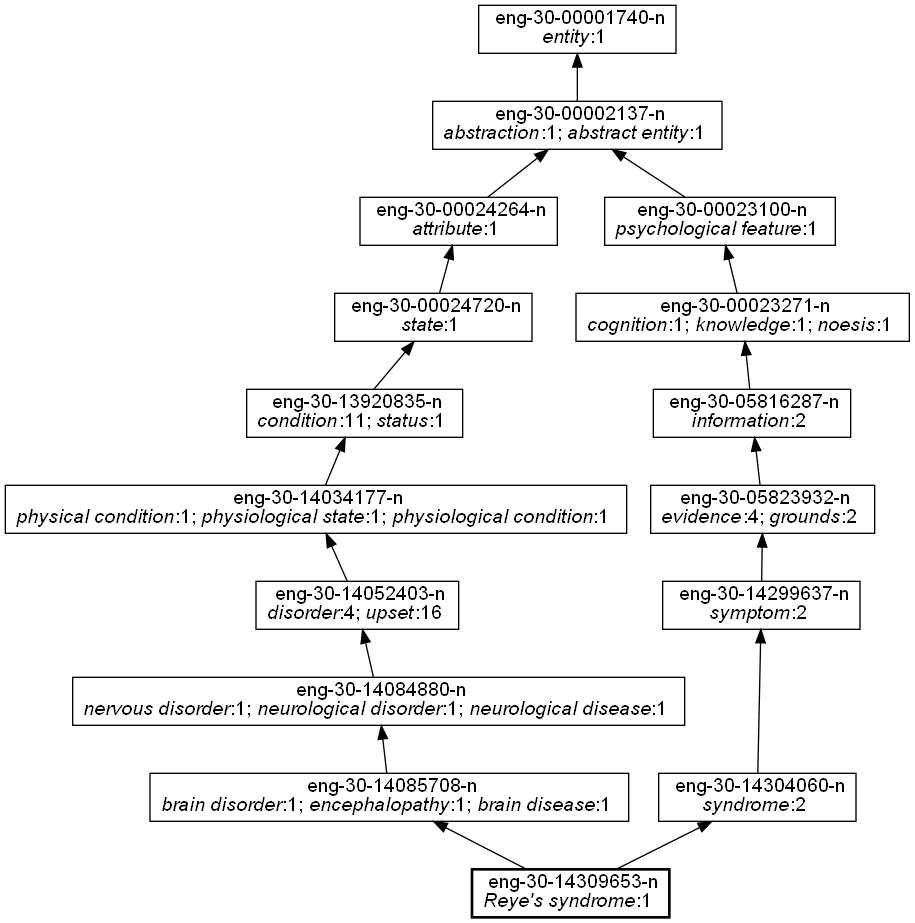 eng-30-00001740-n
entity:1
eng-30-00002137-n
abstraction:1; abstract entity:1
eng-30-00024264-n
attribute:1
eng-30-00023100-n
psychological feature:1
eng-30-00024720-n
state:1
eng-30-00023271-n
cognition:1; knowledge:1; noesis:1
eng-30-13920835-n
condition:11; status:1
eng-30-05816287-n
information:2
eng-30-14034177-n
physical condition:1; physiological state:1; physiological condition:1
eng-30-05823932-n
evidence:4; grounds:2
eng-30-14052403-n
disorder:4; upset:16
eng-30-14299637-n
symptom:2
eng-30-14084880-n
nervous disorder:1; neurological disorder:1; neurological disease:1
eng-30-14085708-n
brain disorder:1; encephalopathy:1; brain disease:1
eng-30-14304060-n
syndrome:2
eng-30-14309653-n
Reye's syndrome:1